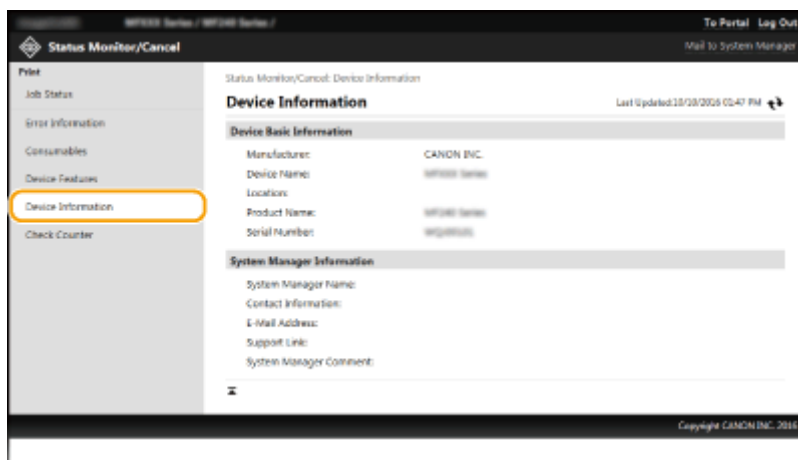 To Portal Log Out
Status Monitor/Cancel
Mail to System Manager
Print
Job Status
Error Information
Consumables
Device Features
Device Information
Check Counter
Status Monitor/Cancel: Device Information
Device Information
Last Updated:10/10/2016 01:47 PM
Device Basic Information
Manufacturer: CANON INC.
Device Name:
Location:
Product Name:
Serial Number:
System Manager Information
System Manager Name:
Contact Information:
E-Mail Address:
Support Link:
System Manager Comment:
Copyright CANON INC. 2016